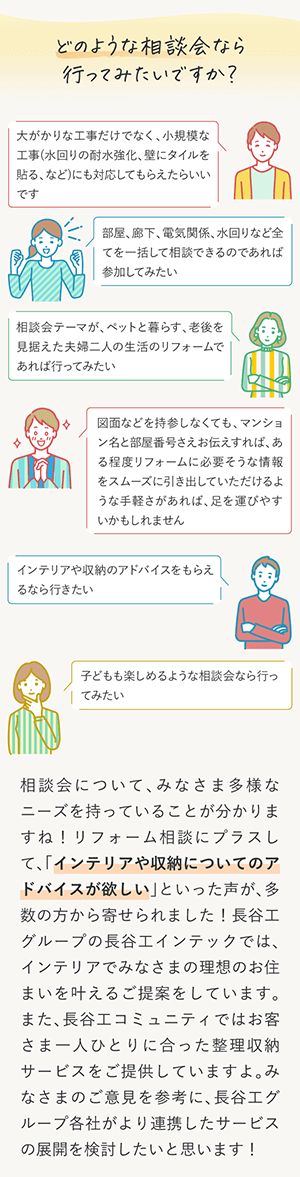 どのような相談会なら
行ってみたいですか？
大がかりな工事だけでなく、小規模な
工事(水回りの耐水強化、壁にタイルを
貼る、など)にも対応してもらえたらいい
です
部屋、廊下、電気関係、水回りなど全
てを一括して相談できるのであれば
参加してみたい
相談会テーマが、ペットと暮らす、老後を
見据えた夫婦二人の生活のリフォームで
あれば行ってみたい
図面などを持参しなくても、マンショ
ン名と部屋番号さえお伝えすれば、あ
る程度リフォームに必要そうな情報
をスムーズに引き出していただけるよ
うな手軽さがあれば、足を運びやす
いかもしれません
インテリアや収納のアドバイスをもらえ
るなら行きたい
子どもも楽しめるような相談会なら行っ
てみたい
相談会について、みなさま多様な
ニーズを持っていることが分かりま
すね！リフォーム相談にプラスし
て、「インテリアや収納についてのア
ドバイスが欲しい」といった声が、多
数の方から寄せられました！長谷工
グループの長谷工インテックでは、
インテリアでみなさまの理想のお住
まいを叶えるご提案をしています。
また、長谷工コミュニティではお客
さま一人ひとりに合った整理収納
サービスをご提供していますよ。み
なさまのご意見を参考に、長谷工グ
ループ各社がより連携したサービス
の展開を検討したいと思います！